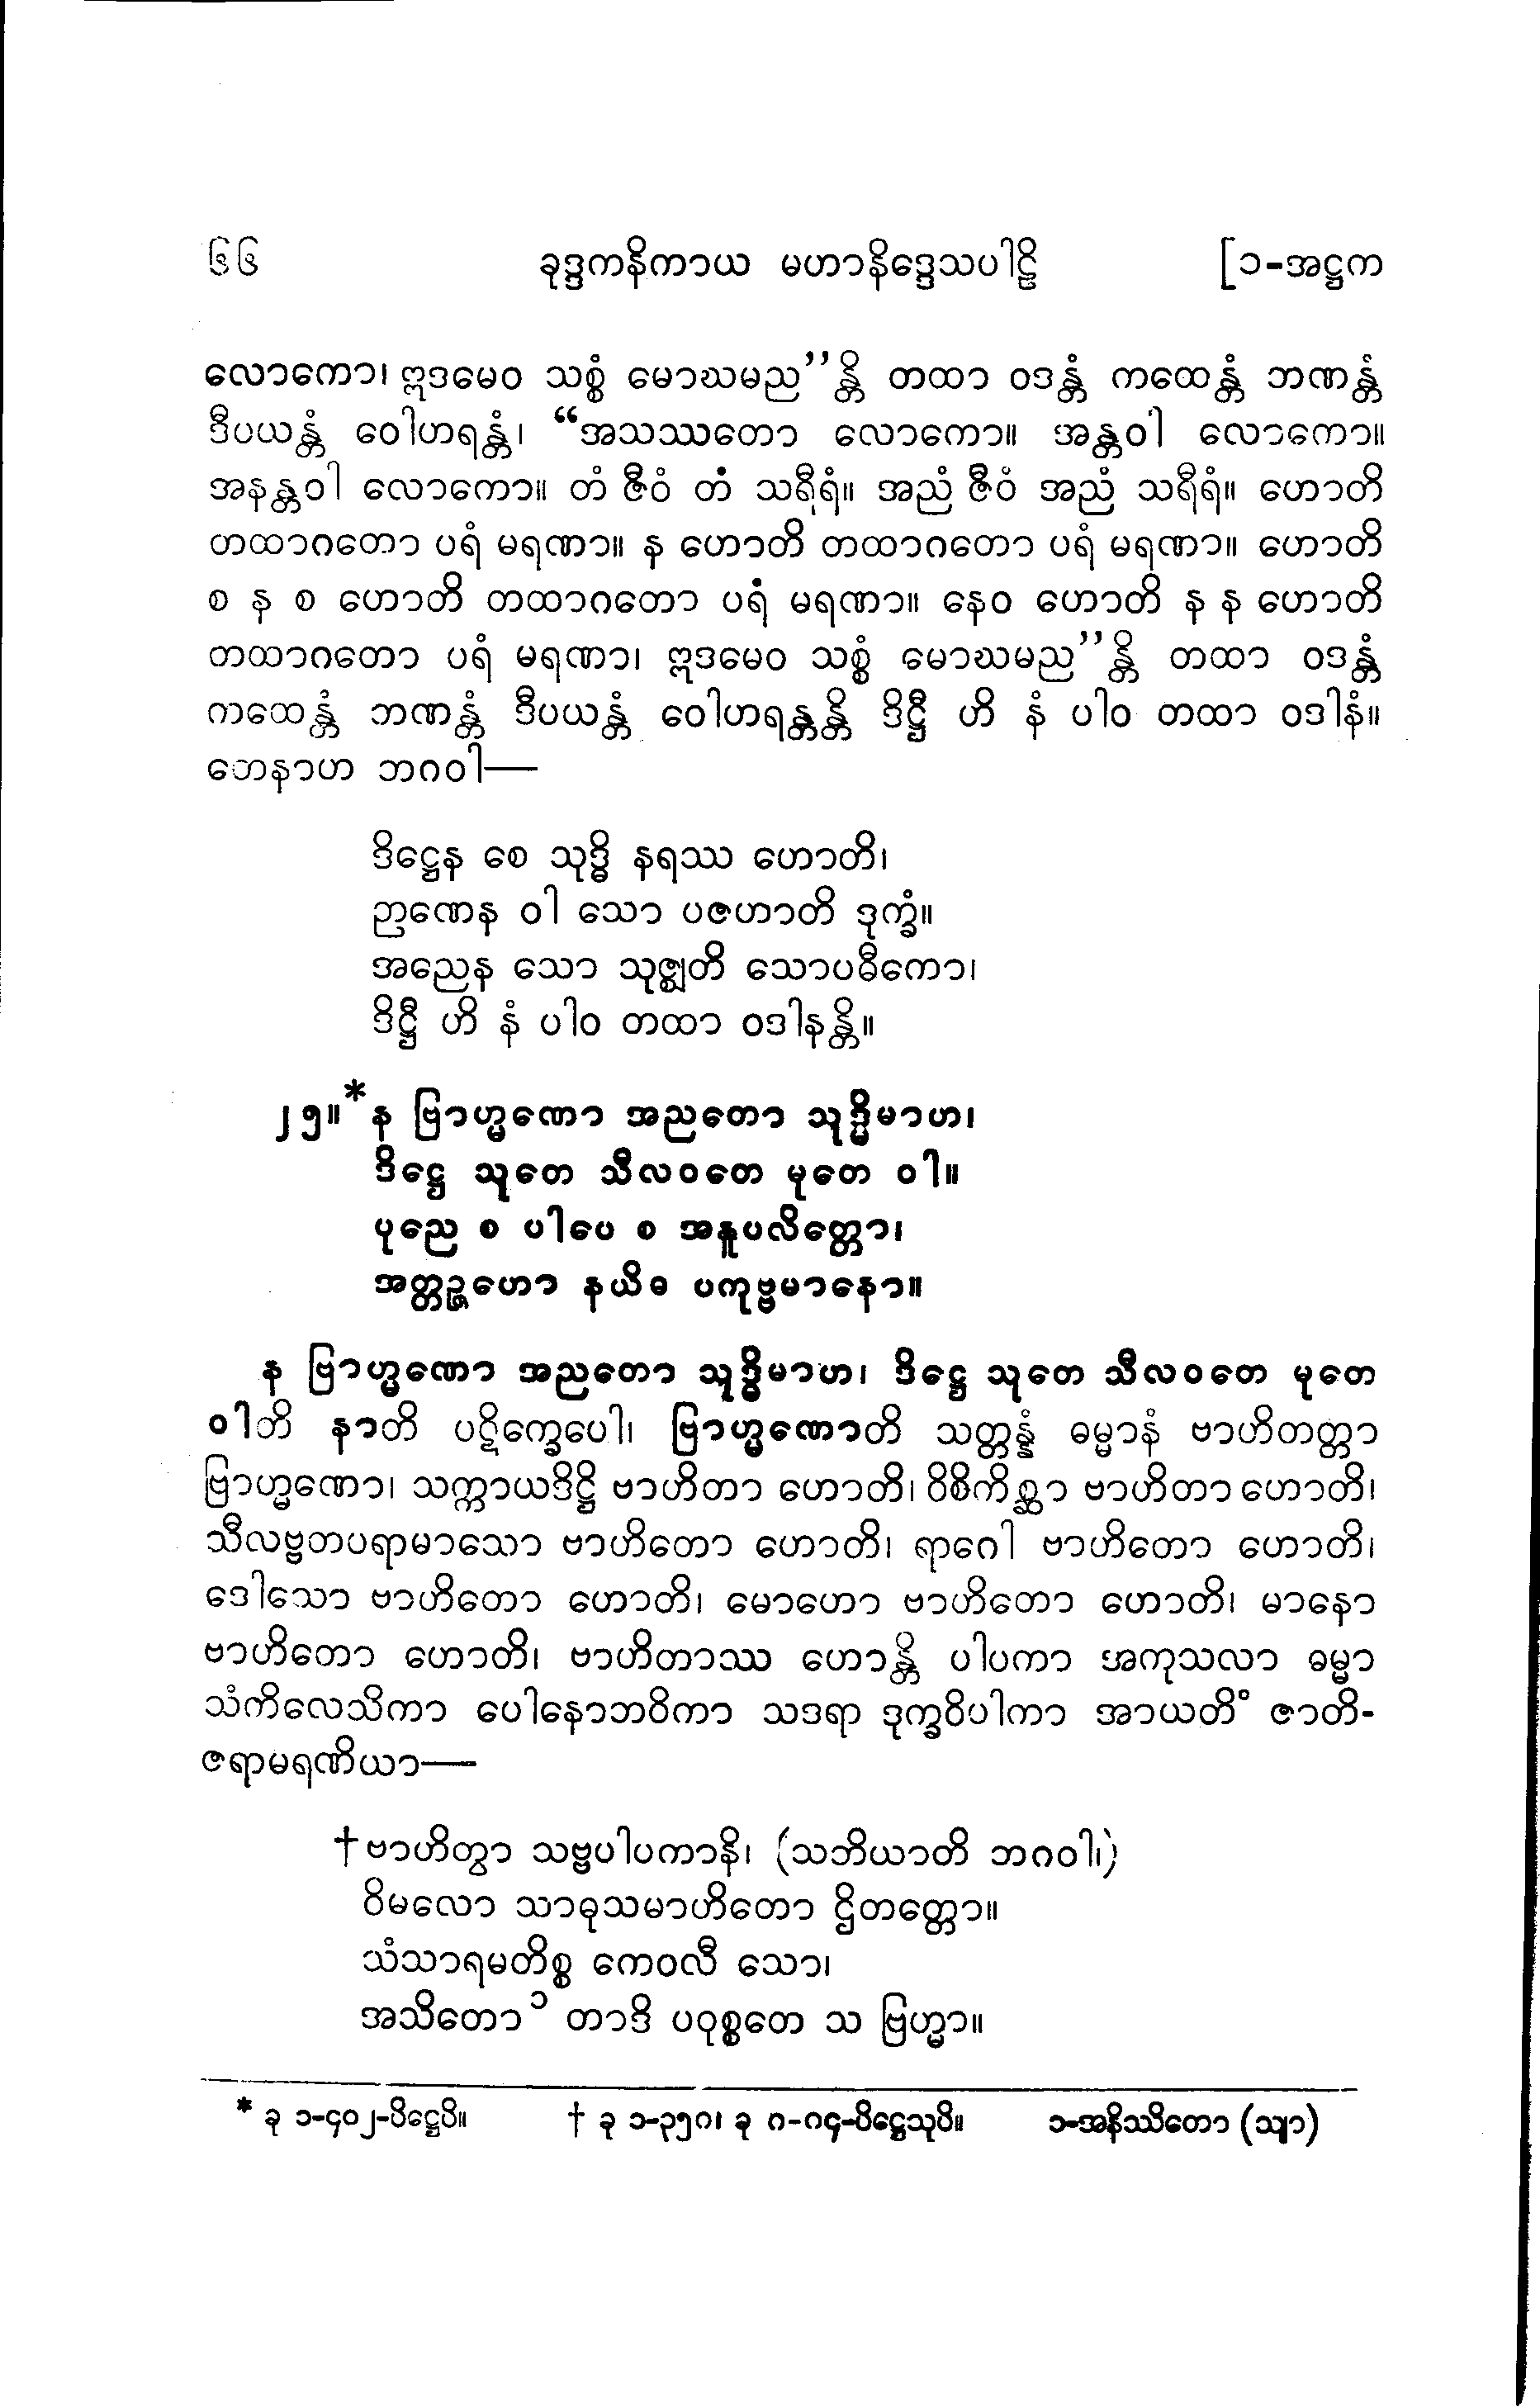 ၆၆ ခုဒ္ဒကနိကာယ မဟာနိဒ္ဒေသပါဠိ [၁-အဋ္ဌက
လောကော၊ ဣဒမေဝ သစ္စံ မောဃမည”န္တိ တထာ ဝဒန္တံ ကထေန္တံ ဘဏန္တံ
ဒီပယန္တံ ဝေါဟရန္တံ၊ “အသဿတော လောကော။ အန္တဝါ လောကော။
အနန္တဝါ လောကော။ တံ ဇီဝံ တံ သရီရံ။ အညံ ဇီဝံ အညံ သရီရံ။ ဟောတိ
တထာဂတော ပရံ မရဏာ။ န ဟောတိ တထာဂတော ပရံ မရဏာ။ ဟောတိ
စ န စ ဟောတိ တထာဂတော ပရံ မရဏာ။ နေဝ ဟောတိ န န ဟောတိ
တထာဂတော ပရံ မရဏာ၊ ဣဒမေဝ သစ္စံ မောဃမည”န္တိ တထာ ဝဒန္တံ
ကထေန္တံ ဘဏန္တံ ဒီပယန္တံ ဝေါဟရန္တန္တိ ဒိဋ္ဌီ ဟိ နံ ပါဝ တထာ ဝဒါနံ။
တေနာဟ ဘဂဝါ—
ဒိဋ္ဌေန စေ သုဒ္ဓိ နရဿ ဟောတိ၊
ဉာဏေန ဝါ သော ပဇဟာတိ ဒုက္ခံ။
အညေန သော သုဇ္ဈတိ သောပဓီကော၊
ဒိဋ္ဌီ ဟိ နံ ပါဝ တထာ ဝဒါနန္တိ။
၂၅။*န ဗြာဟ္မဏော အညတော သုဒ္ဓိမာဟ၊
ဒိဋ္ဌေ သုတေ သီလဝတေ မုတေ ဝါ။
ပုညေ စ ပါပေ စ အနူပလိတ္တော၊
အတ္တဉ္ဇဟော နယိဓ ပကုဗ္ဗမာနော။
န ဗြာဟ္မဏော အညတော သုဒ္ဓိမာဟ၊ ဒိဋ္ဌေ သုတေ သီလဝတေ မုတေ
ဝါတိ နာတိ ပဋိက္ခေပေါ၊ ဗြာဟ္မဏောတိ သတ္တန္နံ ဓမ္မာနံ ဗာဟိတတ္တာ
ဗြာဟ္မဏော၊ သက္ကာယဒိဋ္ဌိ ဗာဟိတာ ဟောတိ၊ ဝိစိကိစ္ဆာ ဗာဟိတာ ဟောတိ၊
သီလဗ္ဗတပရာမာသော ဗာဟိတော ဟောတိ၊ ရာဂေါ ဗာဟိတော ဟောတိ၊
ဒေါသော ဗာဟိတော ဟောတိ၊ မောဟော ဗာဟိတော ဟောတိ၊ မာနော
ဗာဟိတော ဟောတိ၊ ဗာဟိတာဿ ဟောန္တိ ပါပကာ အကုသလာ ဓမ္မာ
သံကိလေသိကာ ပေါနောဘဝိကာ သဒရာ ဒုက္ခဝိပါကာ အာယတိံ ဇာတိ-
ဇရာမရဏိယာ—
†ဗာဟိတွာ သဗ္ဗပါပကာနိ၊ (သဘိယာတိ ဘဂဝါ၊)
ဝိမလော သာဓုသမာဟိတော ဌိတတ္တော။
သံသာရမတိစ္စ ကေဝလီ သော၊
အသိတော၁ တာဒိ ပဝုစ္စတေ သ ဗြဟ္မာ။
* ခု ၁-၄၀၂-ပိဋ္ဌေပိ။ † ခု ၁-၃၅၈၊ ခု ၈-၈၄-ပိဋ္ဌေသုပိ။ ၁-အနိဿိတော (သျာ)